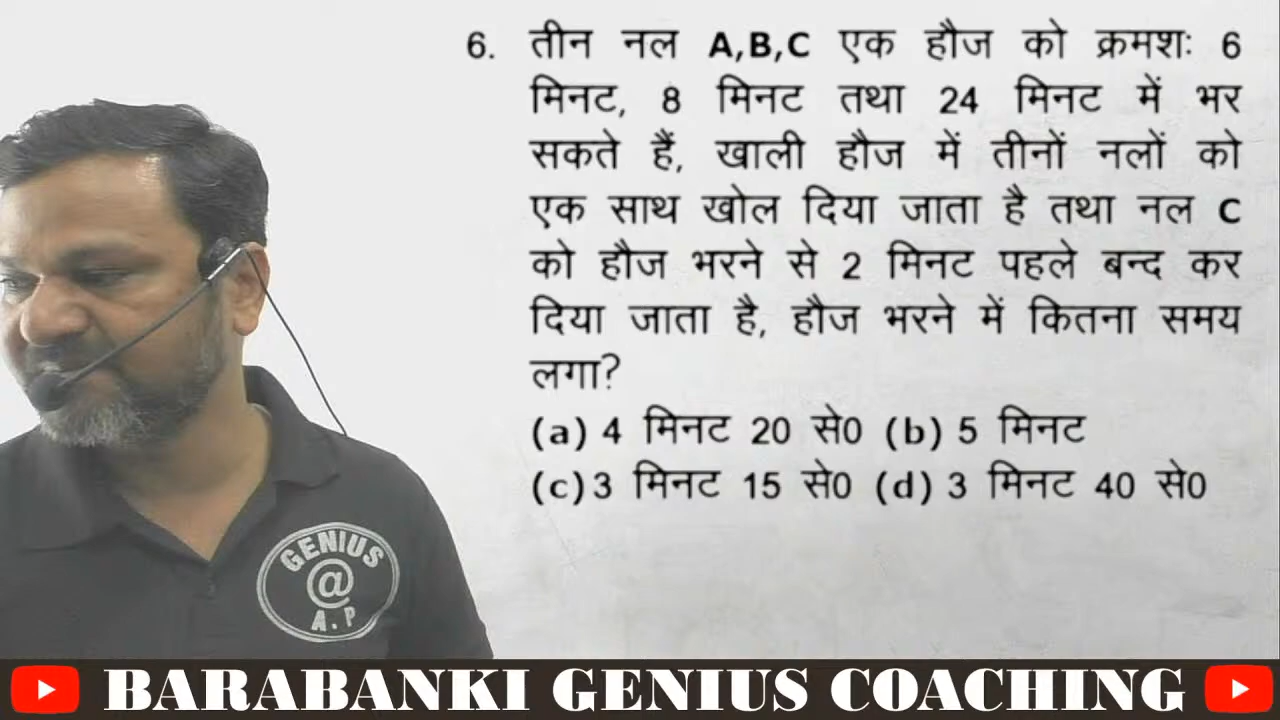 6. तीन नल A,B,C एक हौज को क्रमशः 6
मिनट, 8 मिनट तथा 24 मिनट में भर
सकते हैं, खाली हौज में तीनों नलों को
एक साथ खोल दिया जाता है तथा नल C
को हौज भरने से 2 मिनट पहले बन्द कर
दिया जाता है, हौज भरने में कितना समय
लगा?
(a) 4 मिनट 20 से0 (b) 5 मिनट
(c) 3 मिनट 15 से0 (d) 3 मिनट 40 से0
GENIUS
@
A.P
BARABANKI GENIUS COACHING